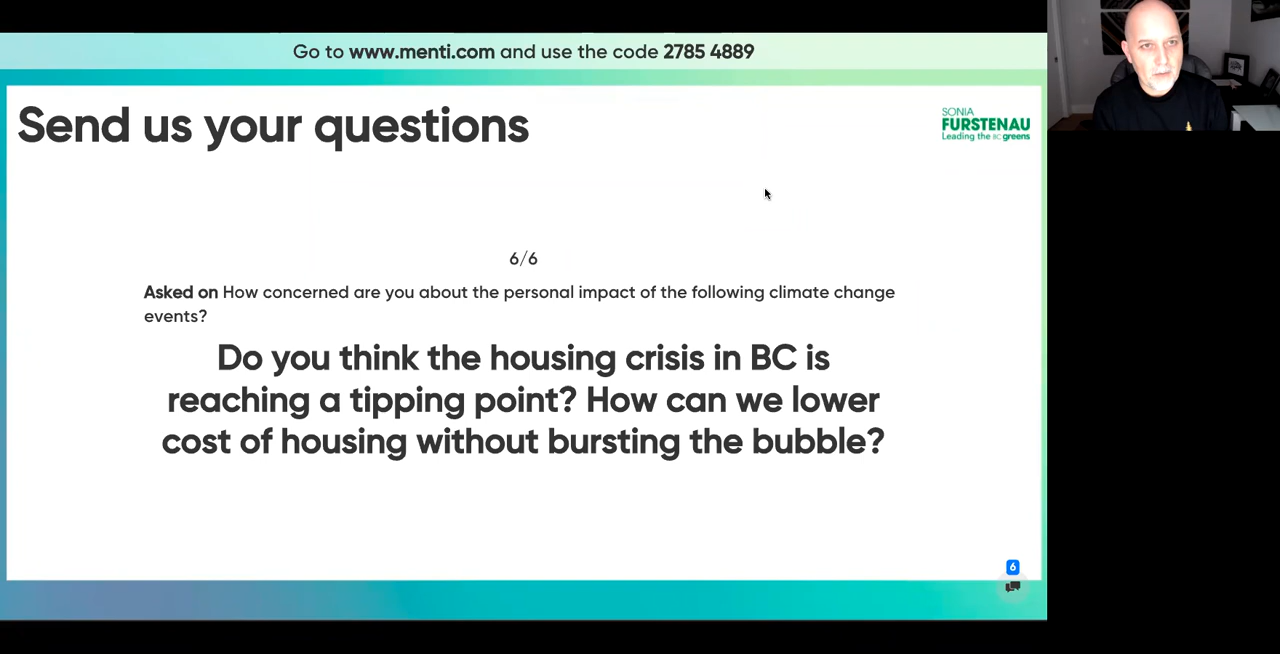 Go to www.menti.com and use the code 2785 4889
Send us your questions
SONIA
FURSTENAU
Leading the BC greens
6/6
Asked on How concerned are you about the personal impact of the following climate change
events?
Do you think the housing crisis in BC is
reaching a tipping point? How can we lower
cost of housing without bursting the bubble?
6